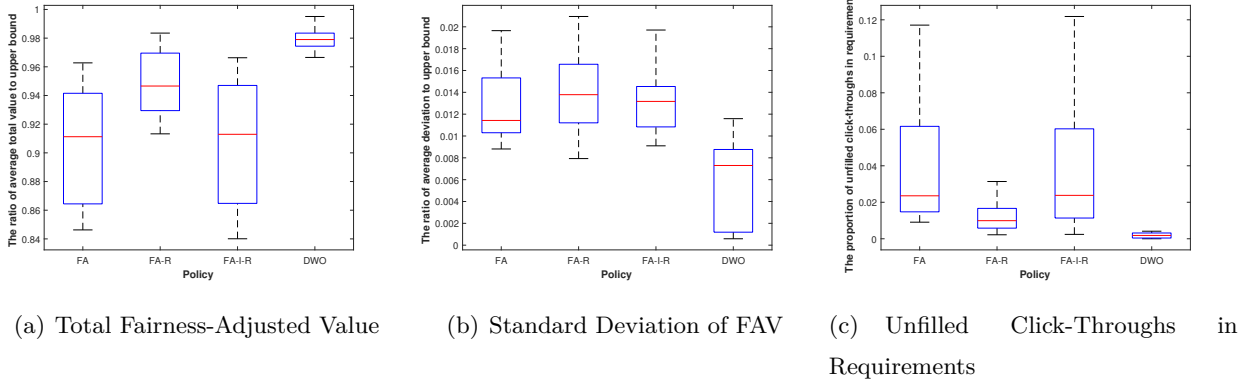 The ratio of average total value to upper bound
1
0.98
0.96
0.94
0.92
0.9
0.88
0.86
0.84
FA FA-R FA-I-R DWO
Policy
(a) Total Fairness-Adjusted Value
The ratio of average deviation to upper bound
0.02
0.018
0.016
0.014
0.012
0.01
0.008
0.006
0.004
0.002
0
FA FA-R FA-I-R DWO
Policy
(b) Standard Deviation of FAV
The proportion of unfilled click-throughs in requirements
0.12
0.1
0.08
0.06
0.04
0.02
0
FA FA-R FA-I-R DWO
Policy
(c) Unfilled Click-Throughs in
Requirements